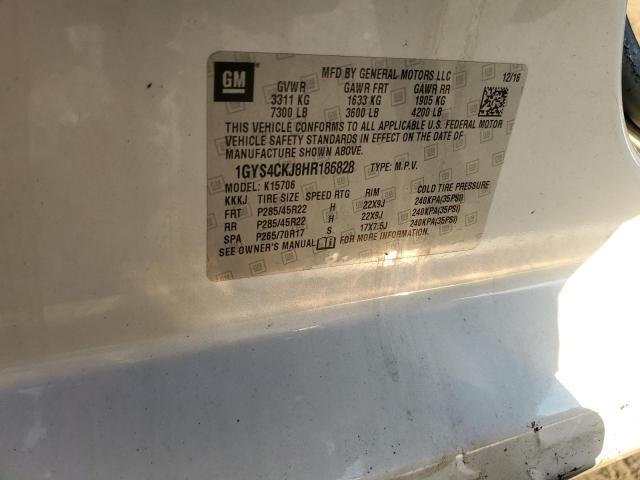 GM
MFD BY GENERAL MOTORS LLC 12/16
GVWR GAWR FRT GAWR RR
3311 KG 1633 KG 1905 KG
7300 LB 3600 LB 4200 LB
THIS VEHICLE CONFORMS TO ALL APPLICABLE U.S. FEDERAL MOTOR
VEHICLE SAFETY STANDARDS IN EFFECT ON THE DATE OF
MANUFACTURE SHOWN ABOVE.
1GYS4CKJ8HR186828 TYPE: M.P.V.
MODEL: K15706
KKKJ TIRE SIZE SPEED RTG RIM COLD TIRE PRESSURE
FRT P285/45R22 H 22X9J 240KPA(35PSI)
RR P285/45R22 H 22X9J 240KPA(35PSI)
SPA P265/70R17 S 17X7.5J 240KPA(35PSI)
SEE OWNER'S MANUAL FOR MORE INFORMATION.